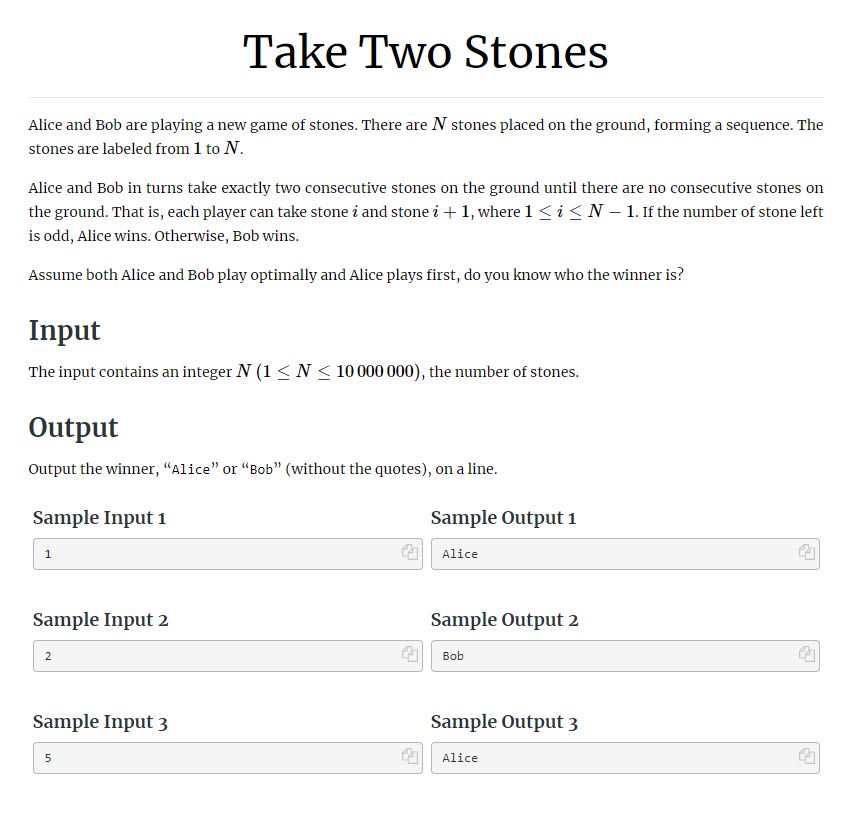 Take Two Stones
Alice and Bob are playing a new game of stones. There are N stones placed on the ground, forming a sequence. The
stones are labeled from 1 to N.
Alice and Bob in turns take exactly two consecutive stones on the ground until there are no consecutive stones on
the ground. That is, each player can take stone i and stone i + 1, where 1 ≤ i ≤ N − 1. If the number of stone left
is odd, Alice wins. Otherwise, Bob wins.
Assume both Alice and Bob play optimally and Alice plays first, do you know who the winner is?
Input
The input contains an integer N (1 ≤ N ≤ 10 000 000), the number of stones.
Output
Output the winner, “Alice” or “Bob” (without the quotes), on a line.
Sample Input 1 Sample Output 1
1 Alice
Sample Input 2 Sample Output 2
2 Bob
Sample Input 3 Sample Output 3
5 Alice